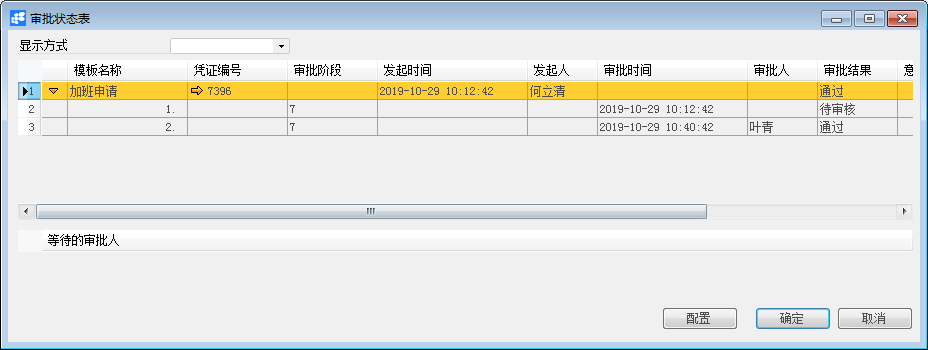 审批状态表
显示方式
模板名称 凭证编号 审批阶段 发起时间 发起人 审批时间 审批人 审批结果 意
1 加班申请 7396 2019-10-29 10:12:42 何立清 通过
2 1. 7 2019-10-29 10:12:42 待审核
3 2. 7 2019-10-29 10:40:42 叶青 通过
等待的审批人
配置 确定 取消